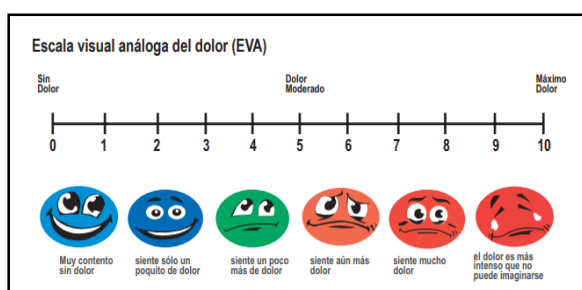 Escala visual análoga del dolor (EVA)
Sin
Dolor
Dolor
Moderado
Máximo
Dolor
0 1 2 3 4 5 6 7 8 9 10
Muy contento
sin dolor
siente sólo un
poquito de dolor
siente un poco
más de dolor
siente aún más
dolor
siente mucho
dolor
el dolor es más
intenso que no
puede imaginarse